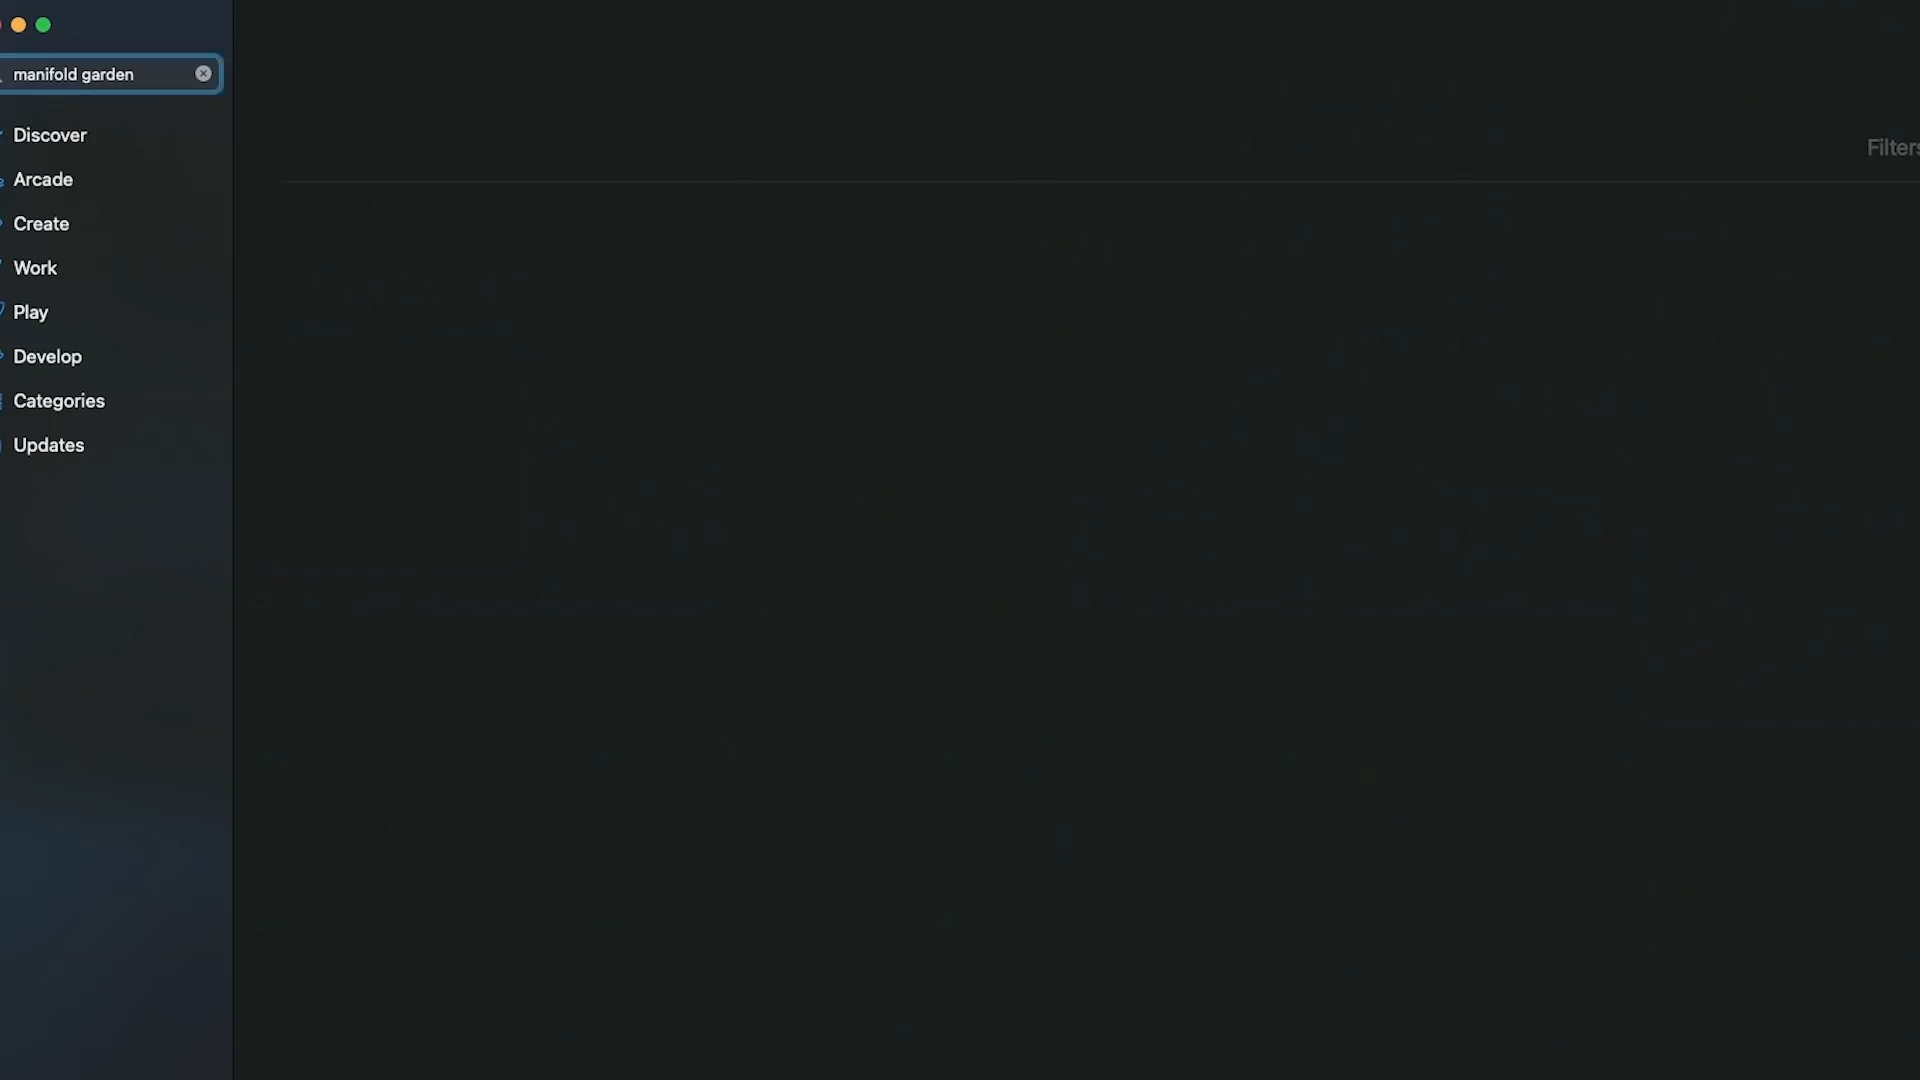 manifold garden
Discover
Arcade
Create
Work
Play
Develop
Categories
Updates
Filters